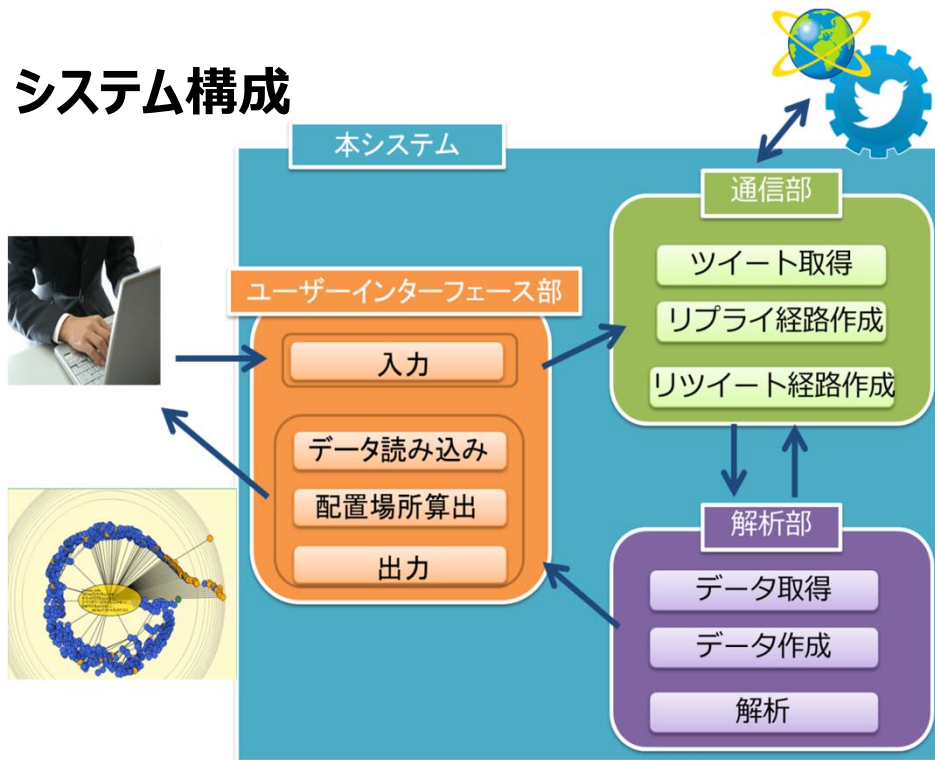 システム構成
本システム
ユーザーインターフェース部
入力
データ読み込み
配置場所算出
出力
通信部
ツイート取得
リプライ経路作成
リツイート経路作成
解析部
データ取得
データ作成
解析